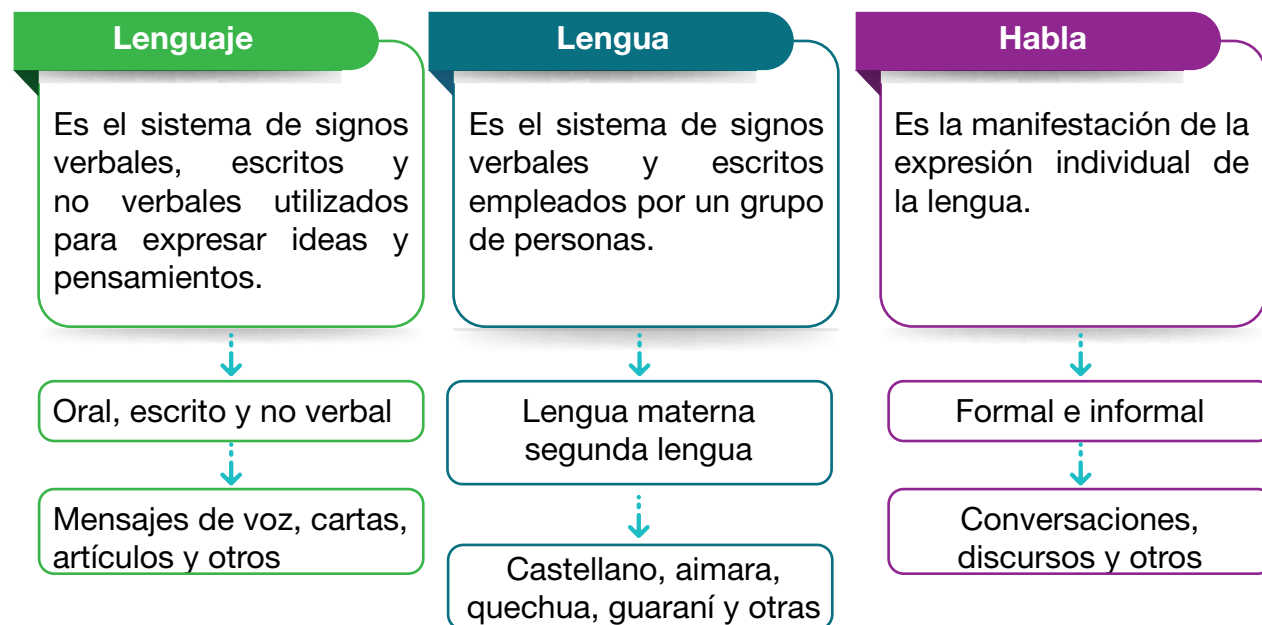 Lenguaje
Es el sistema de signos
verbales, escritos y
no verbales utilizados
para expresar ideas y
pensamientos.
Oral, escrito y no verbal
Mensajes de voz, cartas,
artículos y otros
Lengua
Es el sistema de signos
verbales y escritos
empleados por un grupo
de personas.
Lengua materna
segunda lengua
Castellano, aimara,
quechua, guaraní y otras
Habla
Es la manifestación de la
expresión individual de
la lengua.
Formal e informal
Conversaciones,
discursos y otros